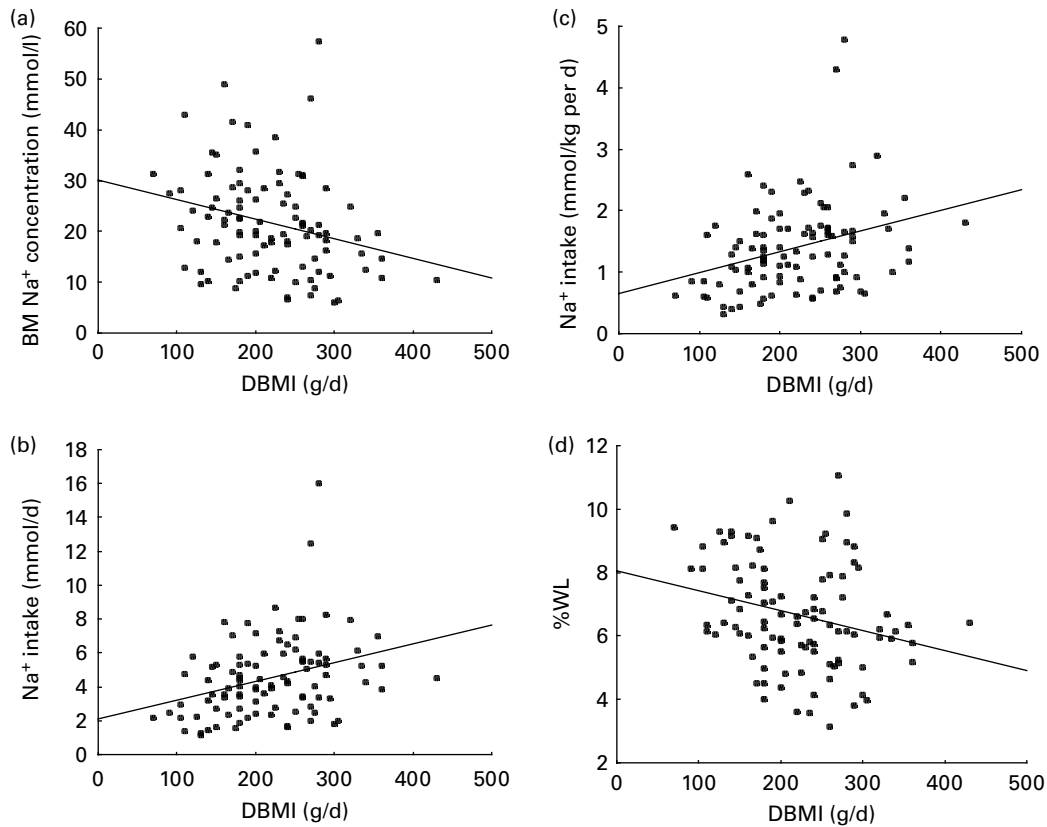 (a)
60
50
40
30
20
10
0
BM Na⁺ concentration (mmol/l)
0 100 200 300 400 500
DBMI (g/d)
(c)
5
4
3
2
1
0
Na⁺ intake (mmol/kg per d)
0 100 200 300 400 500
DBMI (g/d)
(b)
18
16
14
12
10
8
6
4
2
0
Na⁺ intake (mmol/d)
0 100 200 300 400 500
DBMI (g/d)
(d)
12
10
8
6
4
2
%WL
0 100 200 300 400 500
DBMI (g/d)